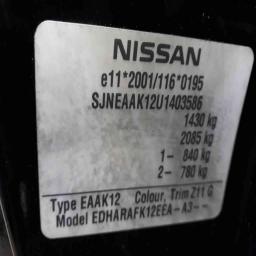 NISSAN
e11*2001/116*0195
SJNEAAK12U1403586
1430 kg
2085 kg
1- 840 kg
2- 780 kg
Type EAAK12 Colour, Trim Z11 G
Model EDHARAFK12EEA-A3--